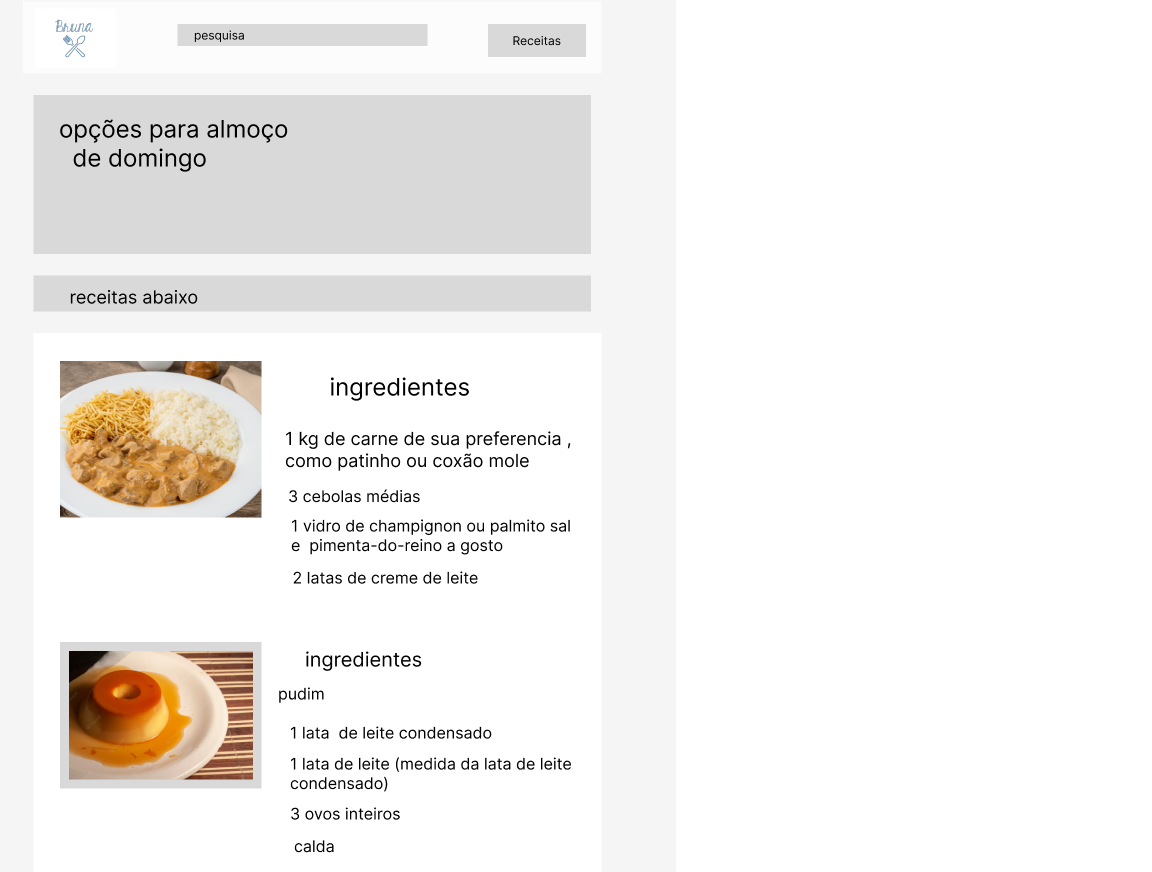 Bruna
pesquisa
Receitas
opções para almoço
de domingo
receitas abaixo
ingredientes
1 kg de carne de sua preferencia ,
como patinho ou coxão mole
3 cebolas médias
1 vidro de champignon ou palmito sal
e  pimenta-do-reino a gosto
2 latas de creme de leite
ingredientes
pudim
1 lata  de leite condensado
1 lata de leite (medida da lata de leite
condensado)
3 ovos inteiros
calda